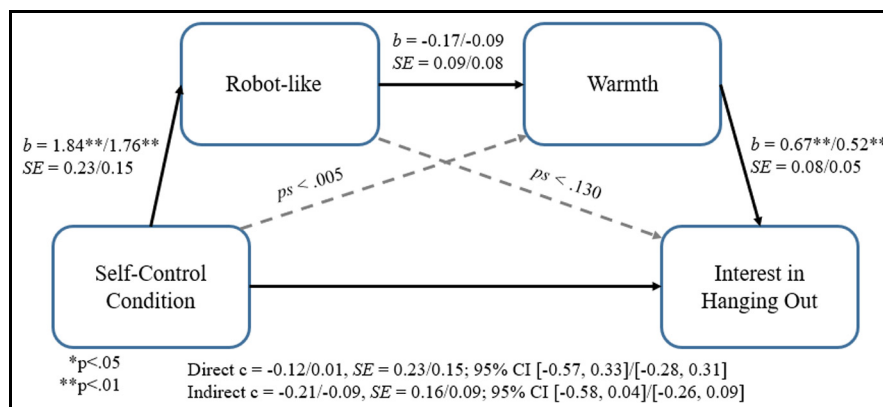 b = -0.17/-0.09
SE = 0.09/0.08
Robot-like
Warmth
b = 1.84**/1.76**
SE = 0.23/0.15
ps < .005
ps < .130
b = 0.67**/0.52**
SE = 0.08/0.05
Self-Control
Condition
Interest in
Hanging Out
*p<.05
**p<.01
Direct c = -0.12/0.01, SE = 0.23/0.15; 95% CI [-0.57, 0.33]/[-0.28, 0.31]
Indirect c = -0.21/-0.09, SE = 0.16/0.09; 95% CI [-0.58, 0.04]/[-0.26, 0.09]